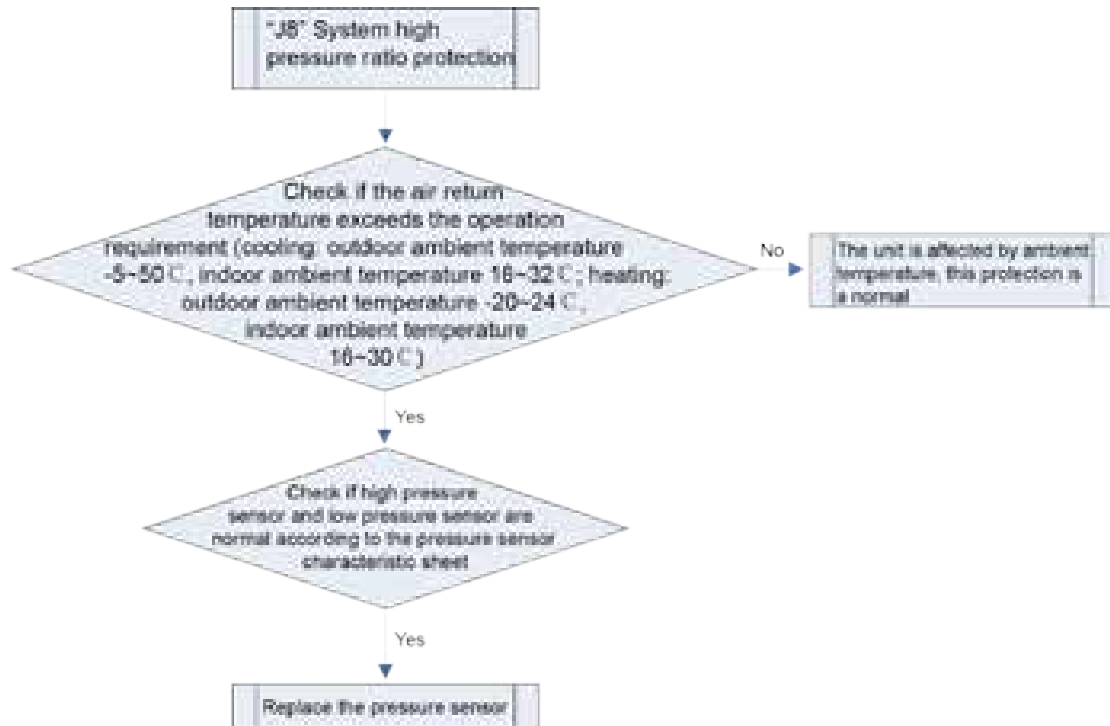 "J8" System high
pressure ratio protection
Check if the air return
temperature exceeds the operation
requirement (cooling: outdoor ambient temperature
-5~50℃, indoor ambient temperature 16~32℃; heating:
outdoor ambient temperature -20~24℃,
indoor ambient temperature
16~30℃)
No
The unit is affected by ambient
temperature, this protection is
a normal
Yes
Check if high pressure
sensor and low pressure sensor are
normal according to the pressure sensor
characteristic sheet
Yes
Replace the pressure sensor